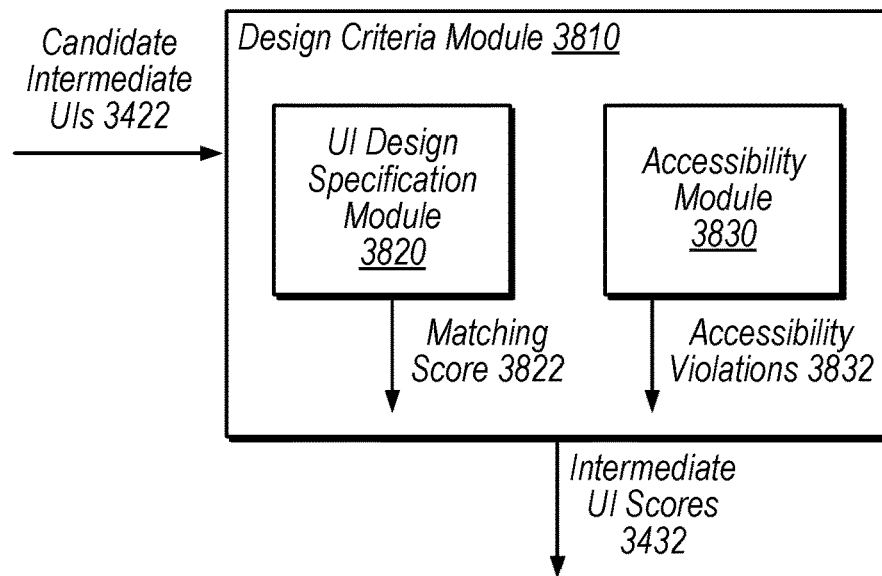 Candidate
Intermediate
UIs 3422
Design Criteria Module 3810
UI Design
Specification
Module
3820
Accessibility
Module
3830
Matching
Score 3822
Accessibility
Violations 3832
Intermediate
UI Scores
3432